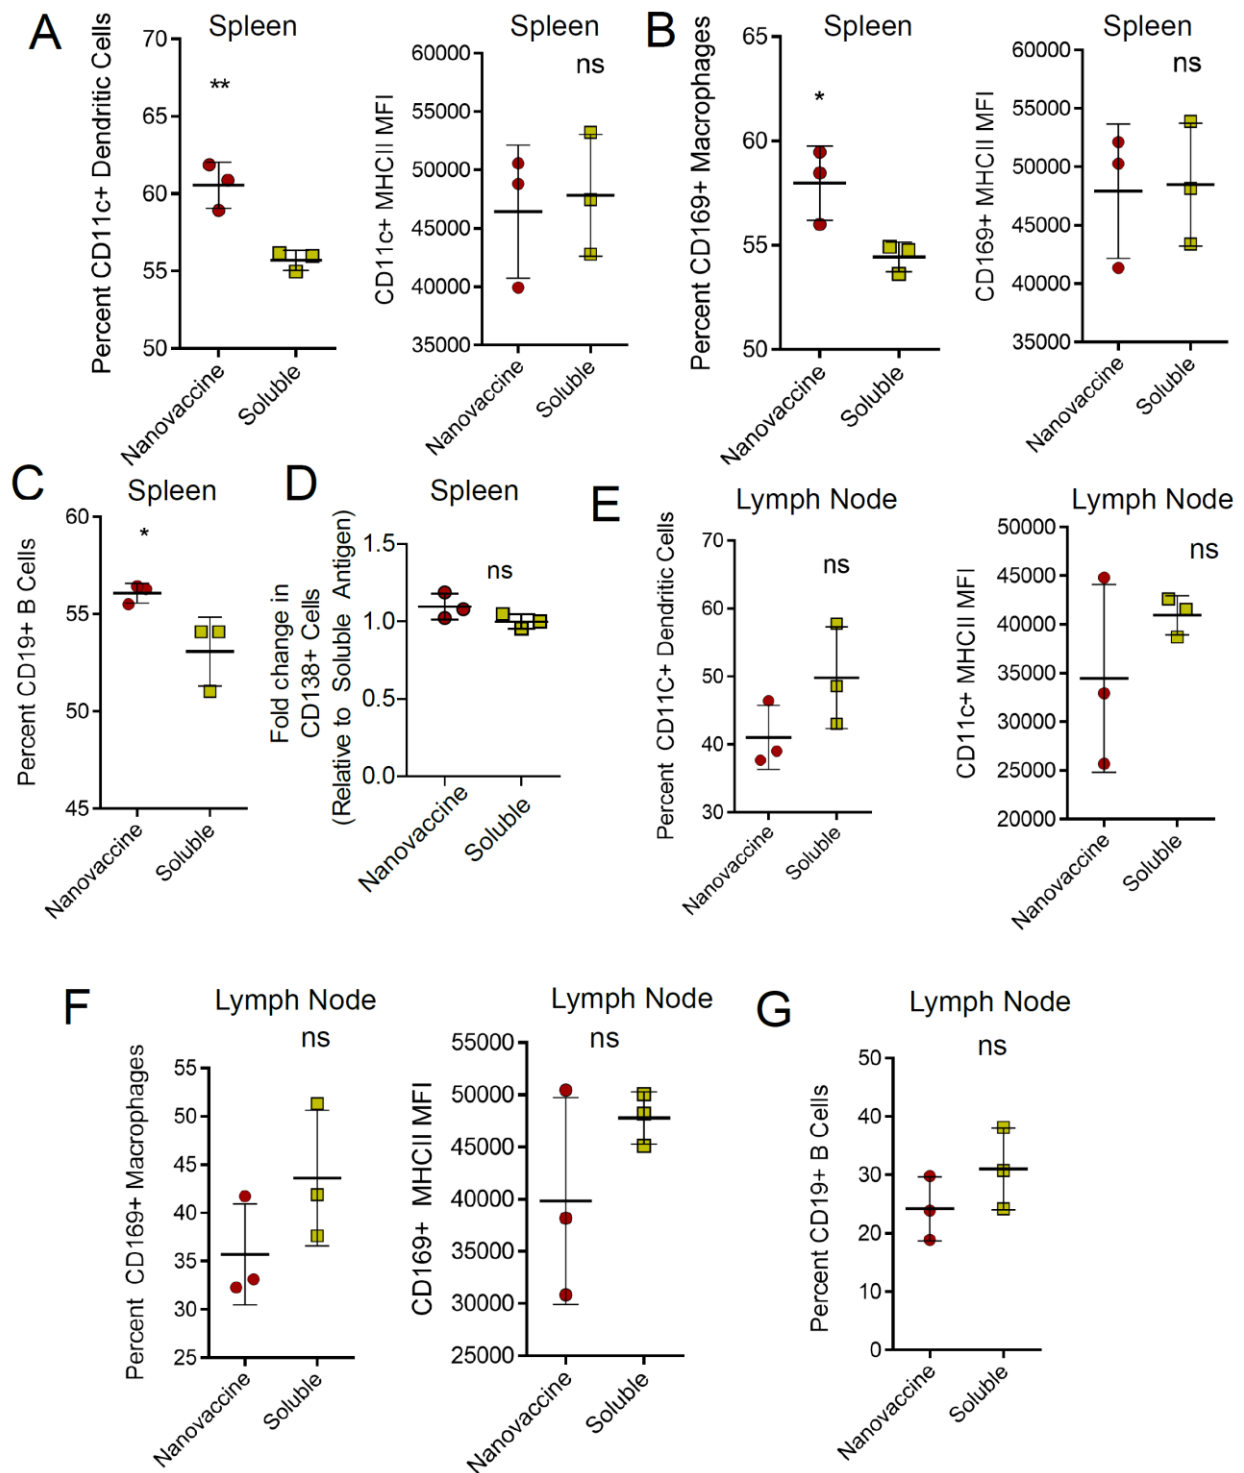 A
Spleen
Percent CD11c+ Dendritic Cells
70
65
60
55
50
**
Nanovaccine
Soluble
Spleen
ns
CD11c+ MHCII MFI
60000
55000
50000
45000
40000
35000
Nanovaccine
Soluble
B
Spleen
Percent CD169+ Macrophages
65
60
55
50
*
Nanovaccine
Soluble
Spleen
ns
CD169+ MHCII MFI
60000
55000
50000
45000
40000
35000
Nanovaccine
Soluble
C
Spleen
Percent CD19+ B Cells
60
55
50
45
*
Nanovaccine
Soluble
D
Spleen
Fold change in
CD138+ Cells
(Relative to Soluble Antigen)
1.5
1.0
0.5
0.0
ns
Nanovaccine
Soluble
E
Lymph Node
Percent CD11C+ Dendritic Cells
70
60
50
40
30
ns
Nanovaccine
Soluble
Lymph Node
CD11c+ MHCII MFI
50000
45000
40000
35000
30000
25000
20000
ns
Nanovaccine
Soluble
F
Lymph Node
ns
Percent CD169+ Macrophages
55
50
45
40
35
30
25
Nanovaccine
Soluble
Lymph Node
ns
CD169+ MHCII MFI
55000
50000
45000
40000
35000
30000
25000
Nanovaccine
Soluble
G
Lymph Node
ns
Percent CD19+ B Cells
50
40
30
20
10
0
Nanovaccine
Soluble